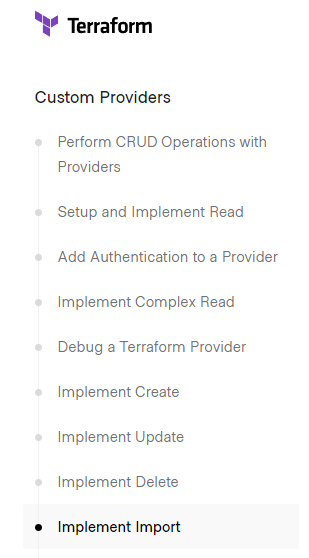 Terraform
Custom Providers
Perform CRUD Operations with
Providers
Setup and Implement Read
Add Authentication to a Provider
Implement Complex Read
Debug a Terraform Provider
Implement Create
Implement Update
Implement Delete
Implement Import